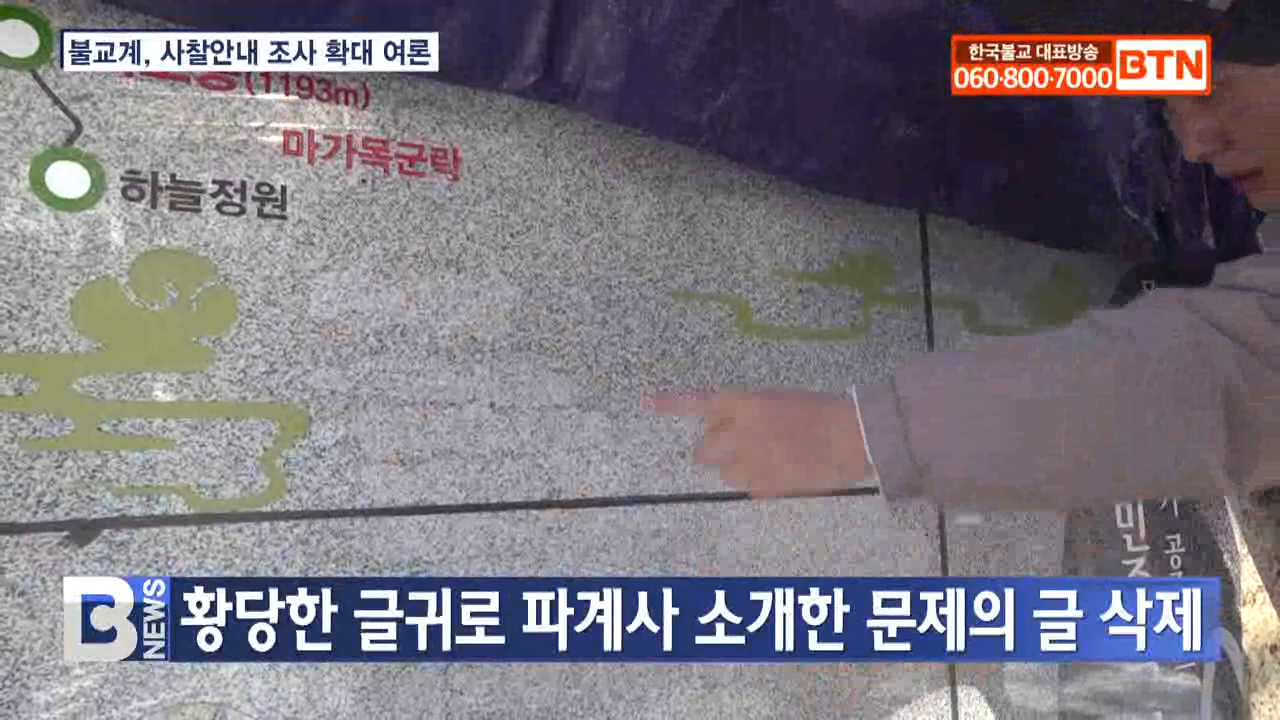 불교계, 사찰안내 조사 확대 여론
한국불교 대표방송
060·800·7000
BTN
(1193m)
마가목군락
하늘정원
B NEWS
황당한 글귀로 파계사 소개한 문제의 글 삭제